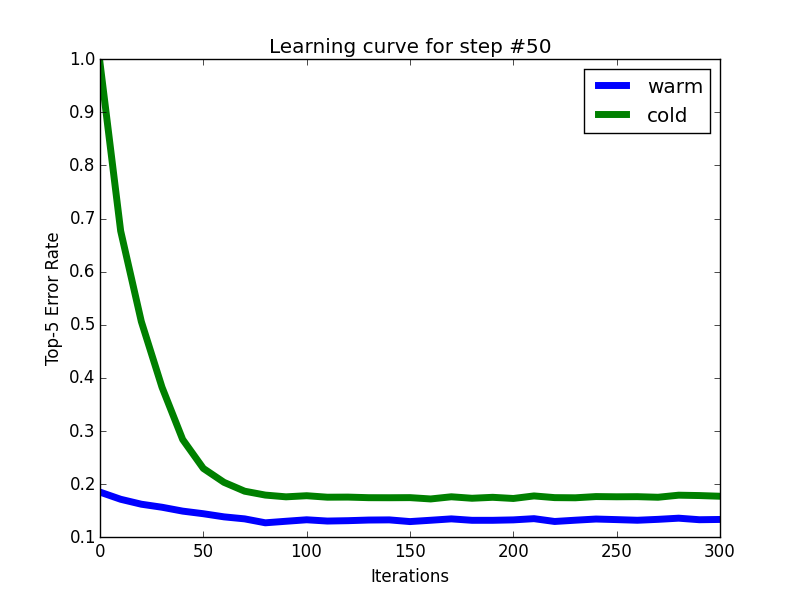 Learning curve for step #50
warm
cold
Top-5 Error Rate
1.0
0.9
0.8
0.7
0.6
0.5
0.4
0.3
0.2
0.1
0 50 100 150 200 250 300
Iterations